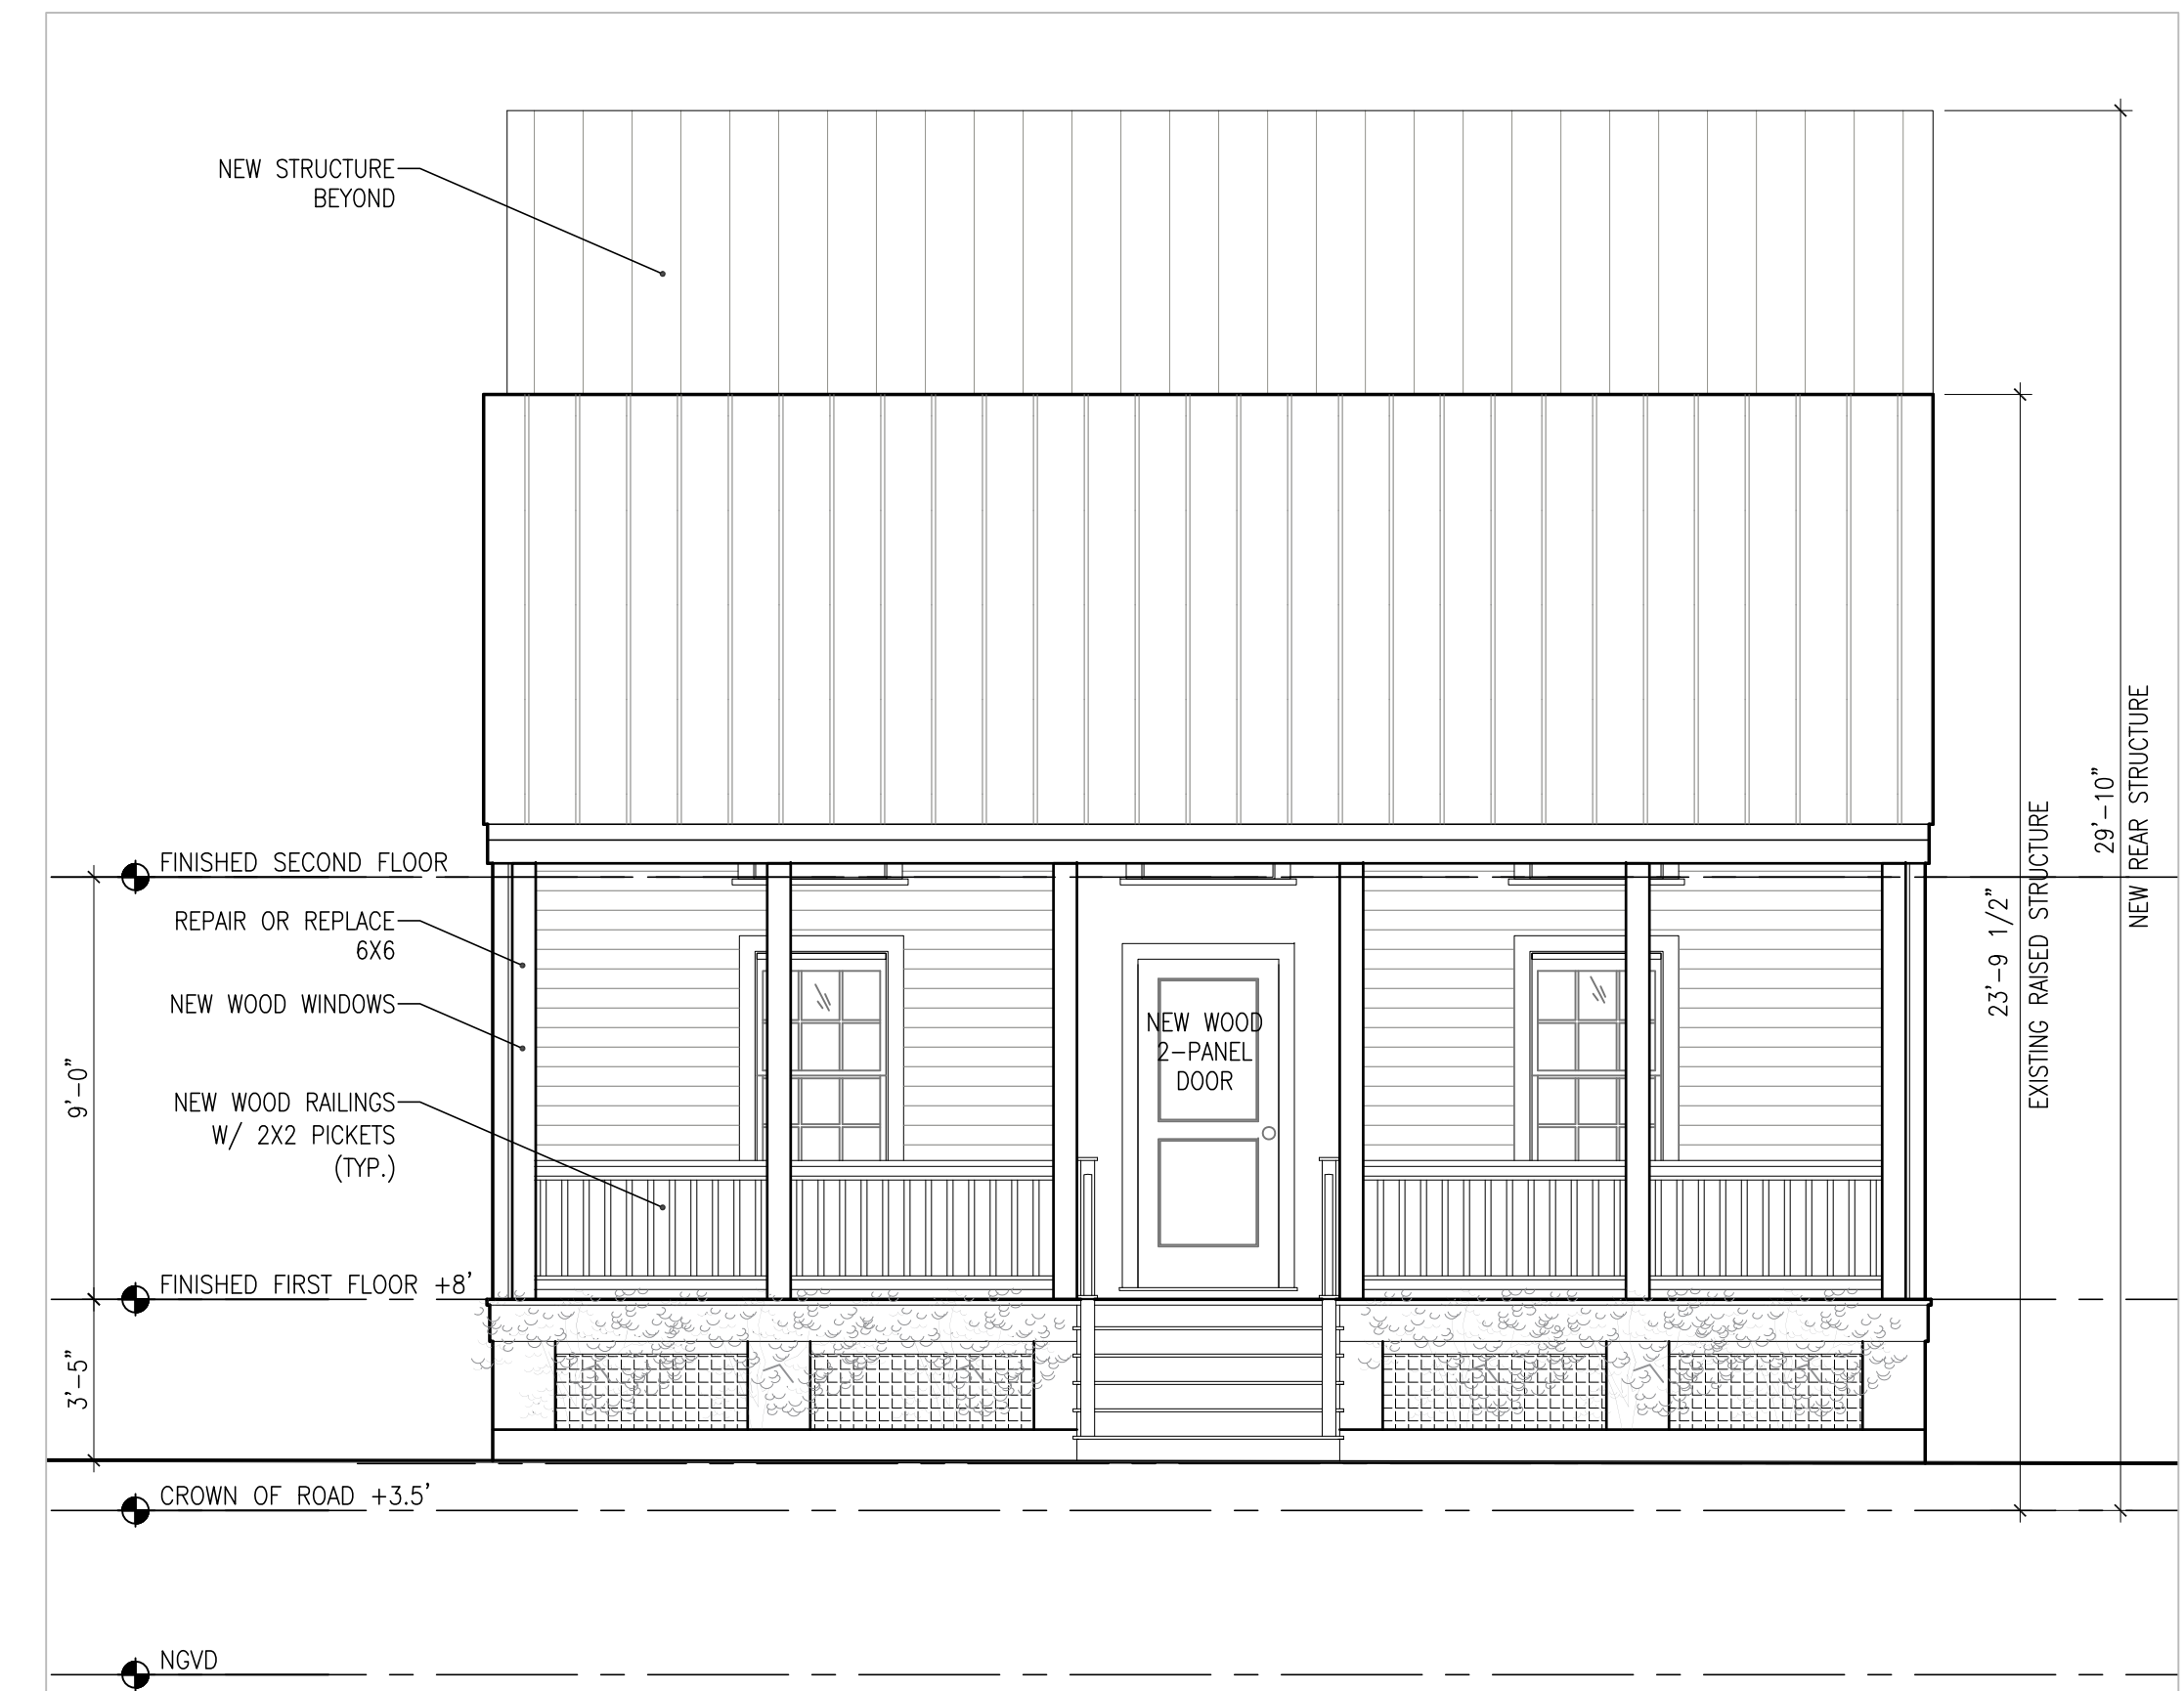 NEW STRUCTURE
BEYOND
FINISHED SECOND FLOOR
REPAIR OR REPLACE
6X6
NEW WOOD WINDOWS
NEW WOOD RAILINGS
W/ 2X2 PICKETS
(TYP.)
9'-0"
NEW WOOD
2-PANEL
DOOR
FINISHED FIRST FLOOR +8'
3'-5"
CROWN OF ROAD +3.5'
NGVD
23'-9 1/2"
EXISTING RAISED STRUCTURE
29'-10"
NEW REAR STRUCTURE